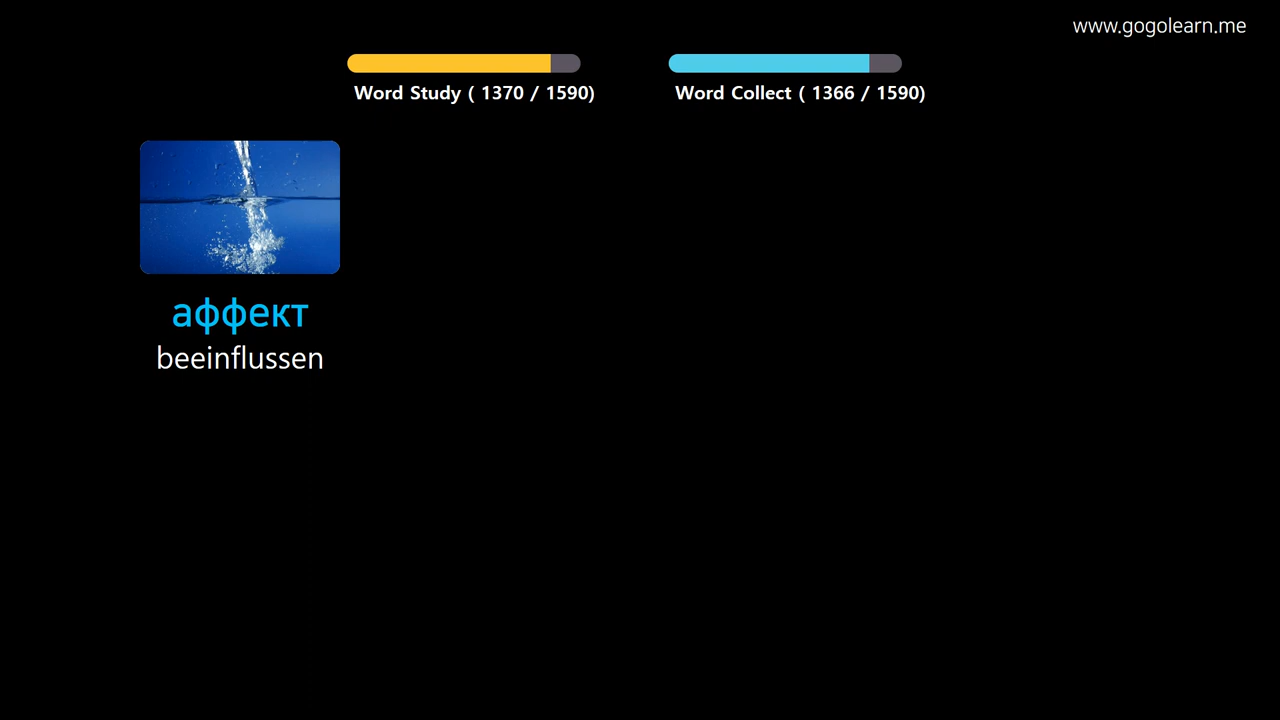 www.gogolearn.me
Word Study ( 1370 / 1590)
Word Collect ( 1366 / 1590)
аффект
beeinflussen